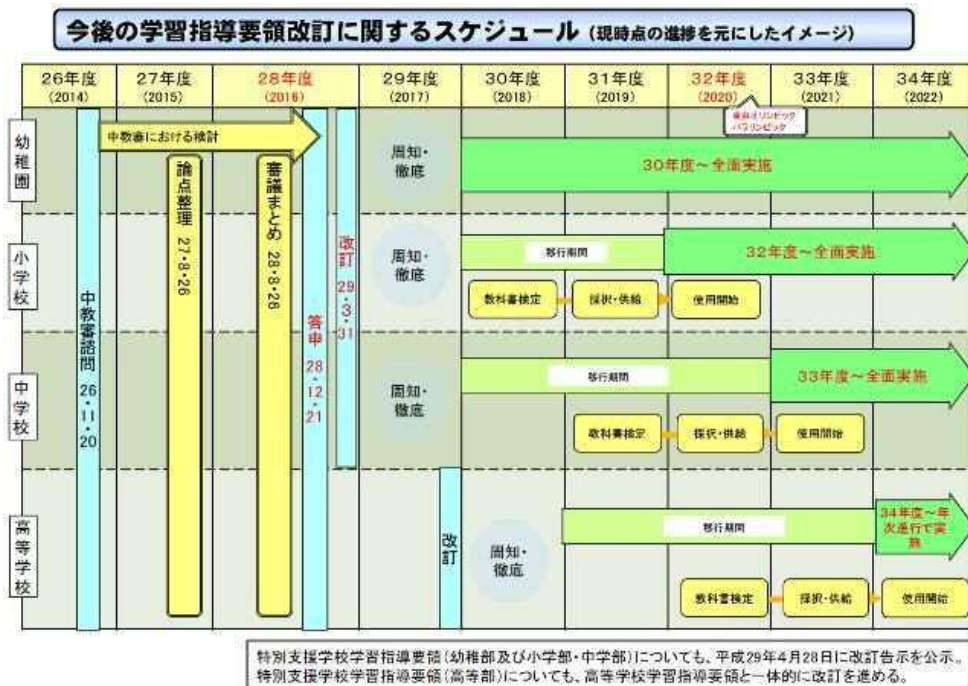 今後の学習指導要領改訂に関するスケジュール（現時点の進捗を元にしたイメージ）
26年度
(2014)
27年度
(2015)
28年度
(2016)
29年度
(2017)
30年度
(2018)
31年度
(2019)
32年度
(2020)
33年度
(2021)
34年度
(2022)
東京オリンピック
パラリンピック
幼稚園
中教審における検討
周知・
徹底
30年度～全面実施
中教審諮問 26・11・20
論点整理 27・8・26
審議まとめ 28・8・26
答申 28・12・21
改訂 29・3・31
小学校
周知・
徹底
移行期間
32年度～全面実施
教科書検定
採択・供給
使用開始
中学校
周知・
徹底
移行期間
33年度～全面実施
教科書検定
採択・供給
使用開始
高等学校
改訂
周知・
徹底
移行期間
34年度～年
次進行で実
施
教科書検定
採択・供給
使用開始
特別支援学校学習指導要領（幼稚部及び小学部・中学部）についても、平成29年4月28日に改訂告示を公示。
特別支援学校学習指導要領（高等部）についても、高等学校学習指導要領と一体的に改訂を進める。